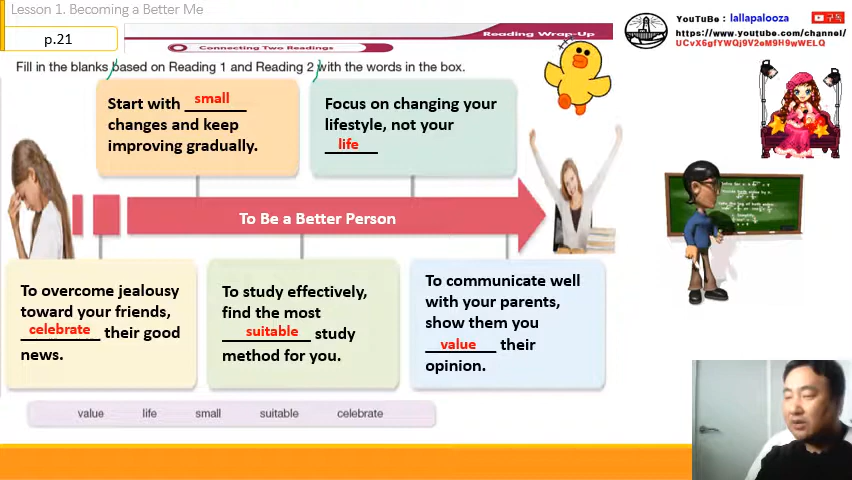 Lesson 1. Becoming a Better Me
p.21
Reading Wrap-Up
Connecting Two Readings
YouTuBe : lallapalooza
구독
https://www.youtube.com/channel/
UCvX6gfYWQj9V2eM9H9wWELQ
Fill in the blanks based on Reading 1 and Reading 2 with the words in the box.
Start with small
changes and keep
improving gradually.
Focus on changing your
lifestyle, not your
life
To Be a Better Person
To overcome jealousy
toward your friends,
celebrate their good
news.
To study effectively,
find the most
suitable study
method for you.
To communicate well
with your parents,
show them you
value their
opinion.
value life small suitable celebrate